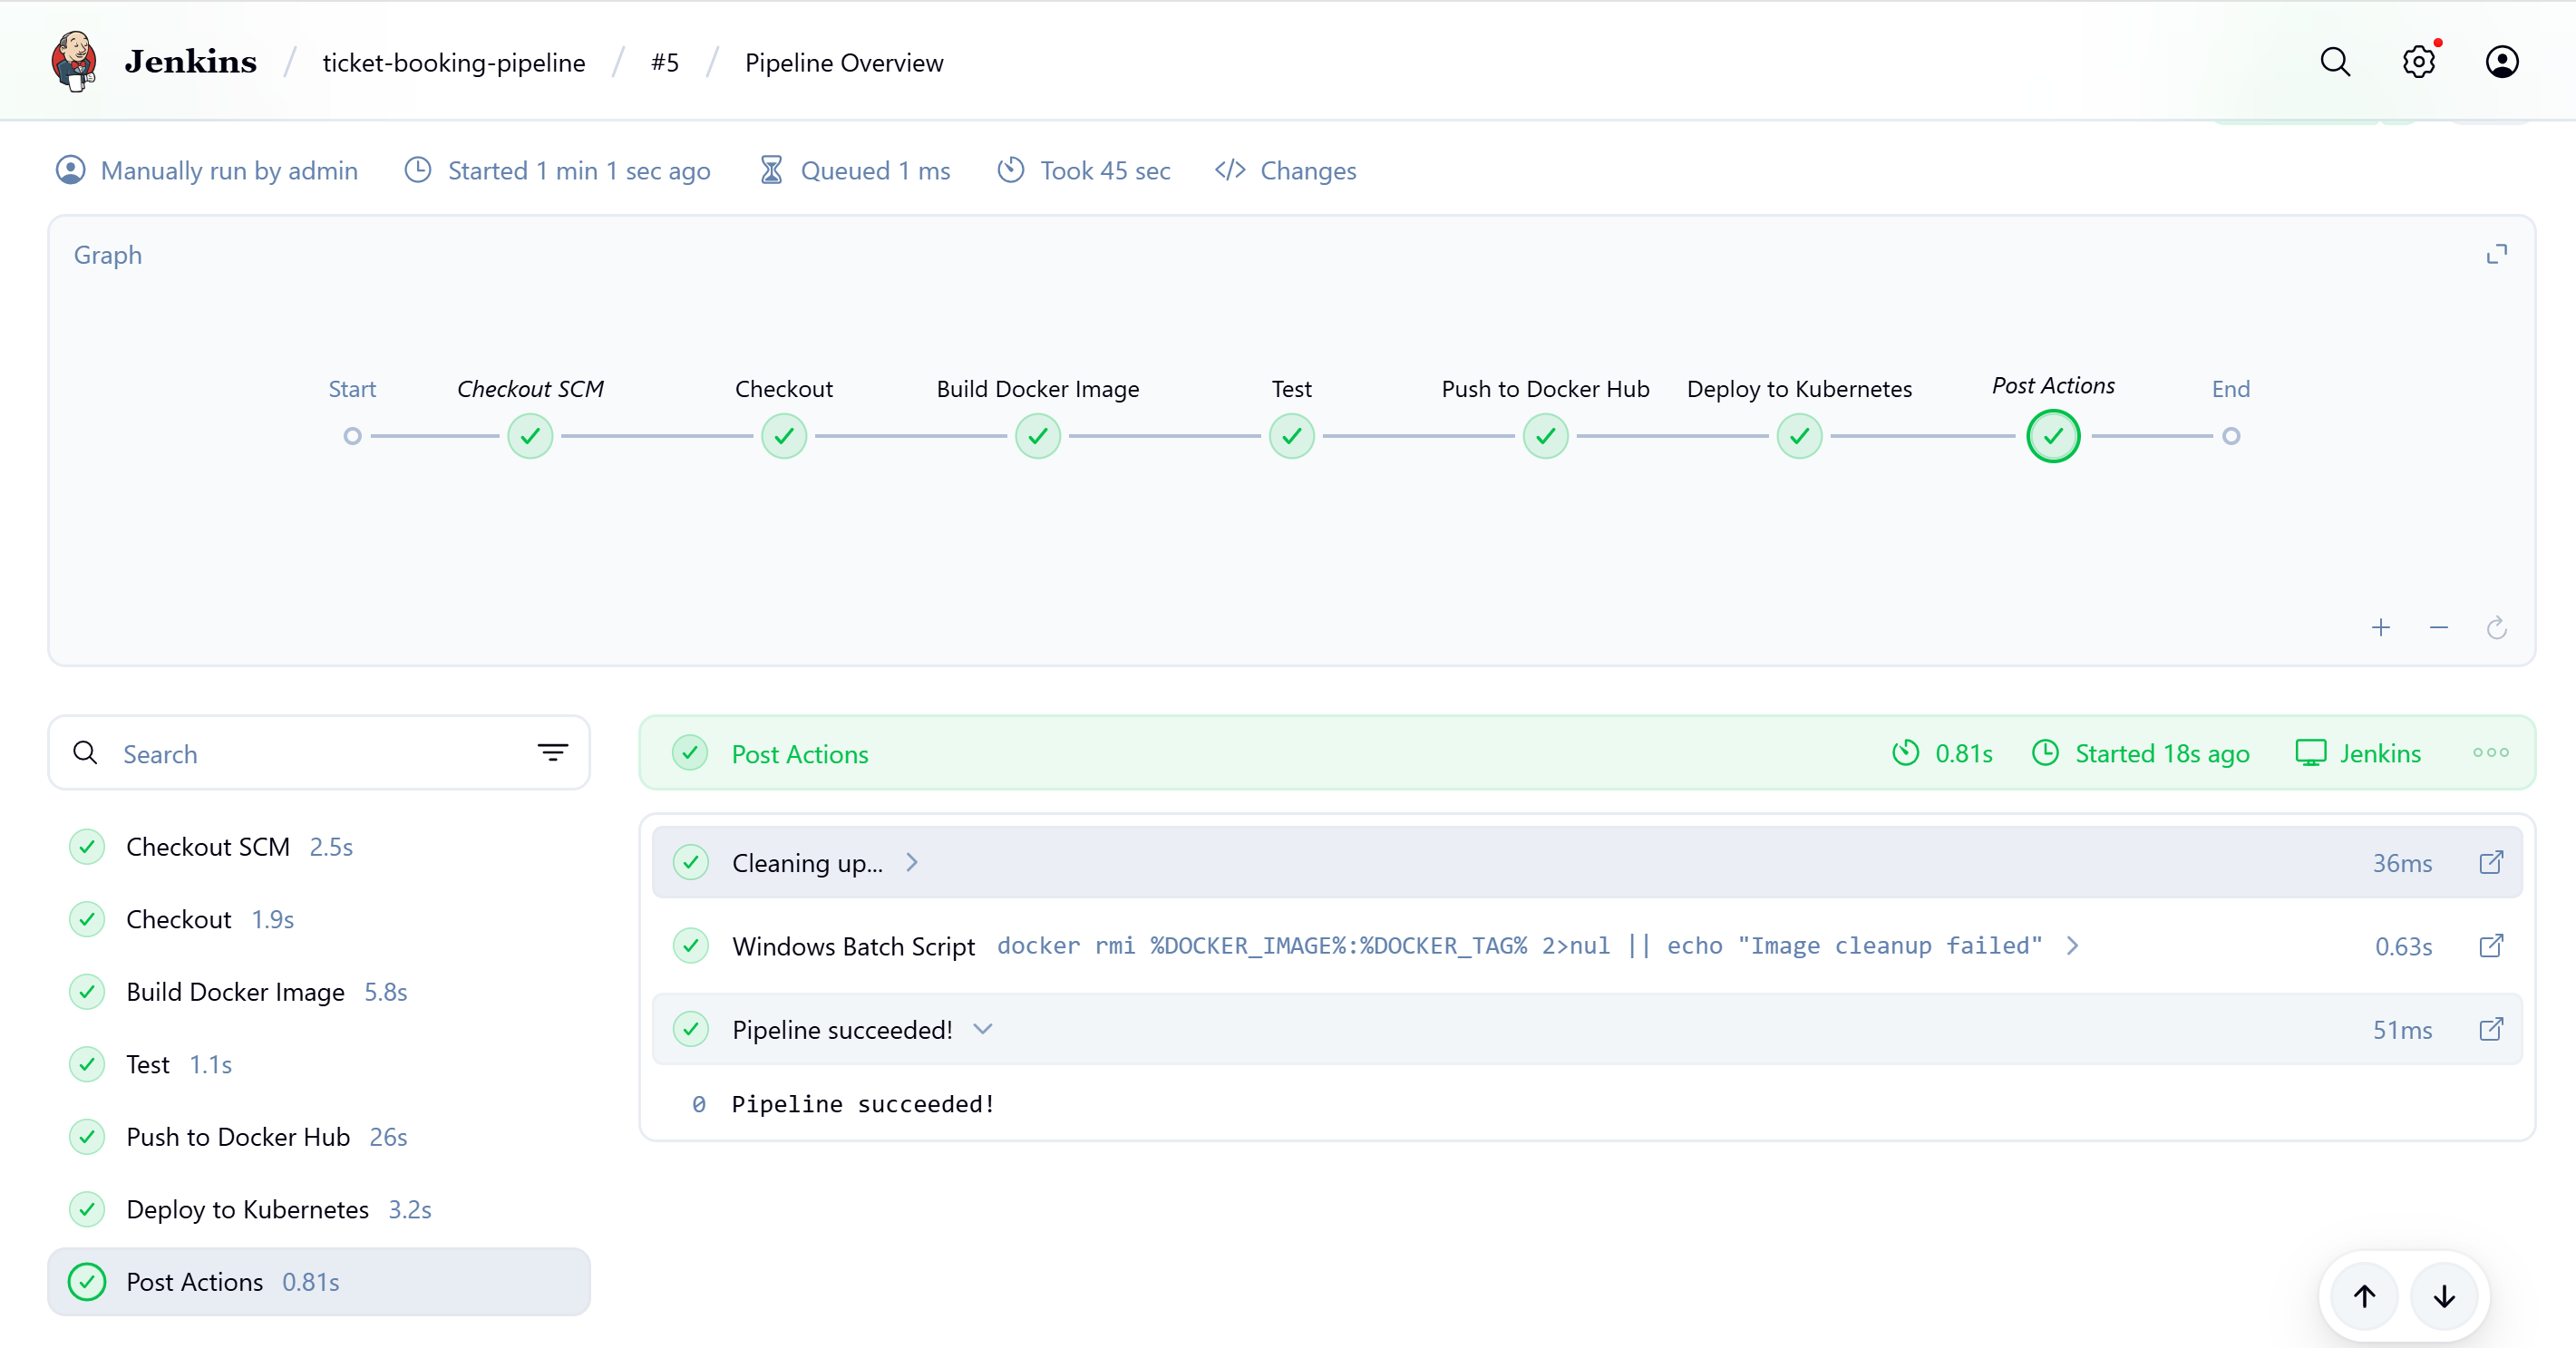 Jenkins / ticket-booking-pipeline / #5 / Pipeline Overview
Manually run by admin Started 1 min 1 sec ago Queued 1 ms Took 45 sec </> Changes
Graph
Start Checkout SCM Checkout Build Docker Image Test Push to Docker Hub Deploy to Kubernetes Post Actions End
Search
Checkout SCM 2.5s
Checkout 1.9s
Build Docker Image 5.8s
Test 1.1s
Push to Docker Hub 26s
Deploy to Kubernetes 3.2s
Post Actions 0.81s
Post Actions 0.81s Started 18s ago Jenkins
Cleaning up... 36ms
Windows Batch Script docker rmi %DOCKER_IMAGE%:%DOCKER_TAG% 2>nul || echo "Image cleanup failed" 0.63s
Pipeline succeeded! 51ms
0 Pipeline succeeded!